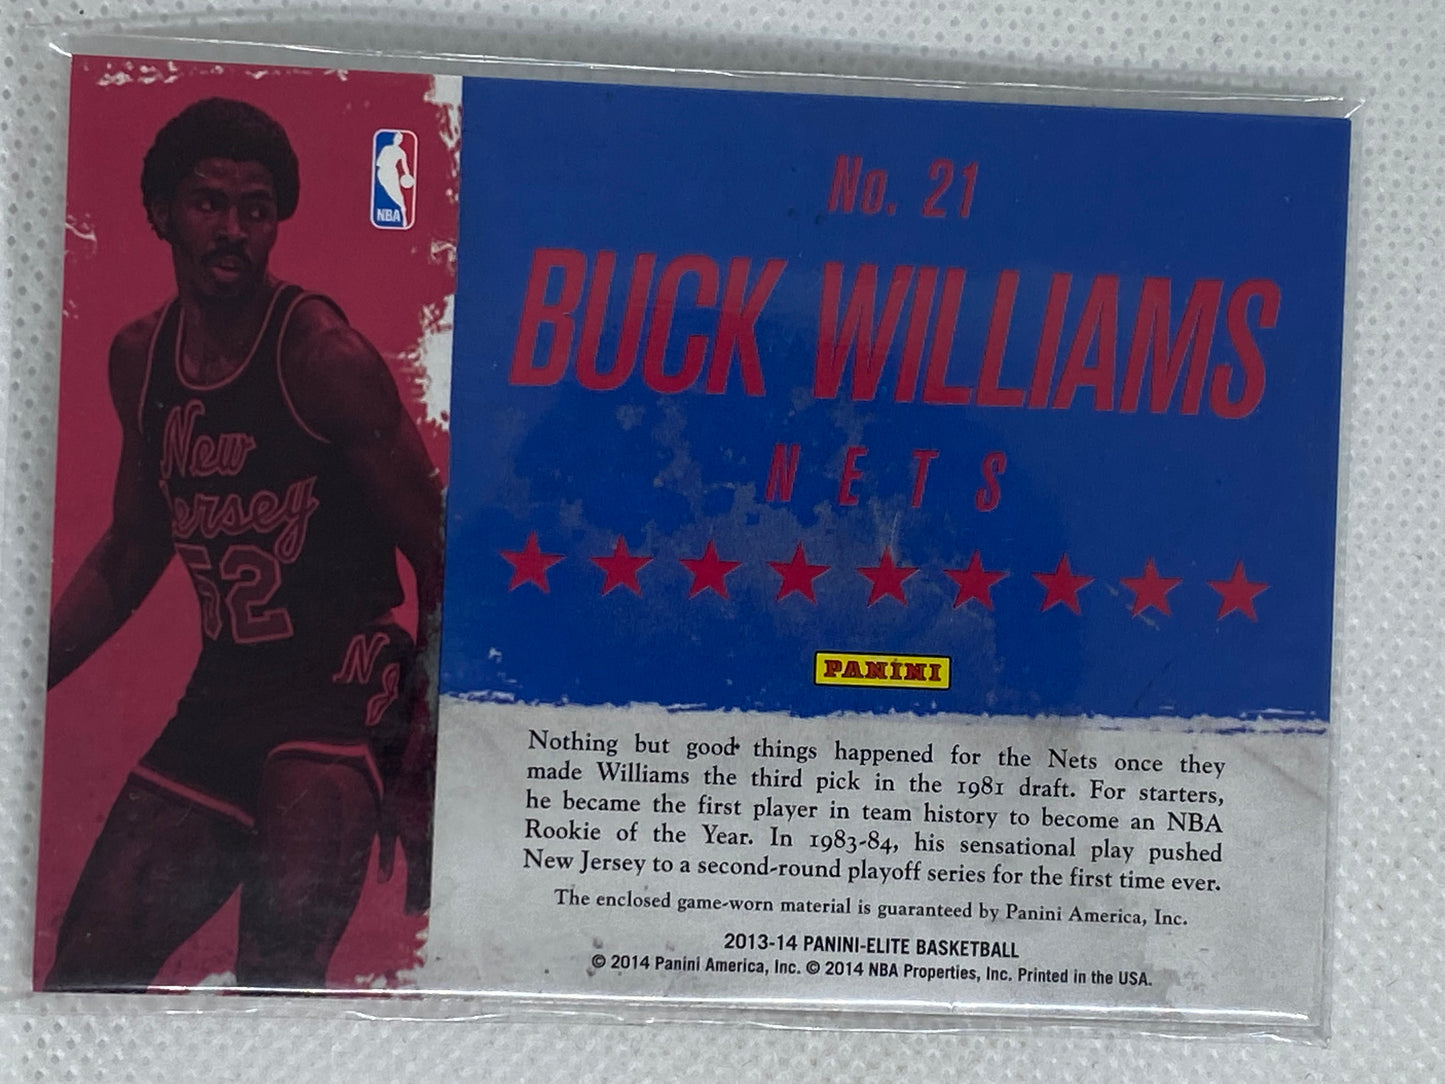 No. 21
BUCK WILLIAMS
NETS
NBA
New
Jersey
52
NJ
PANINI
Nothing but good things happened for the Nets once they
made Williams the third pick in the 1981 draft. For starters,
he became the first player in team history to become an NBA
Rookie of the Year. In 1983-84, his sensational play pushed
New Jersey to a second-round playoff series for the first time ever.
The enclosed game-worn material is guaranteed by Panini America, Inc.
2013-14 PANINI-ELITE BASKETBALL
© 2014 Panini America, Inc. © 2014 NBA Properties, Inc. Printed in the USA.